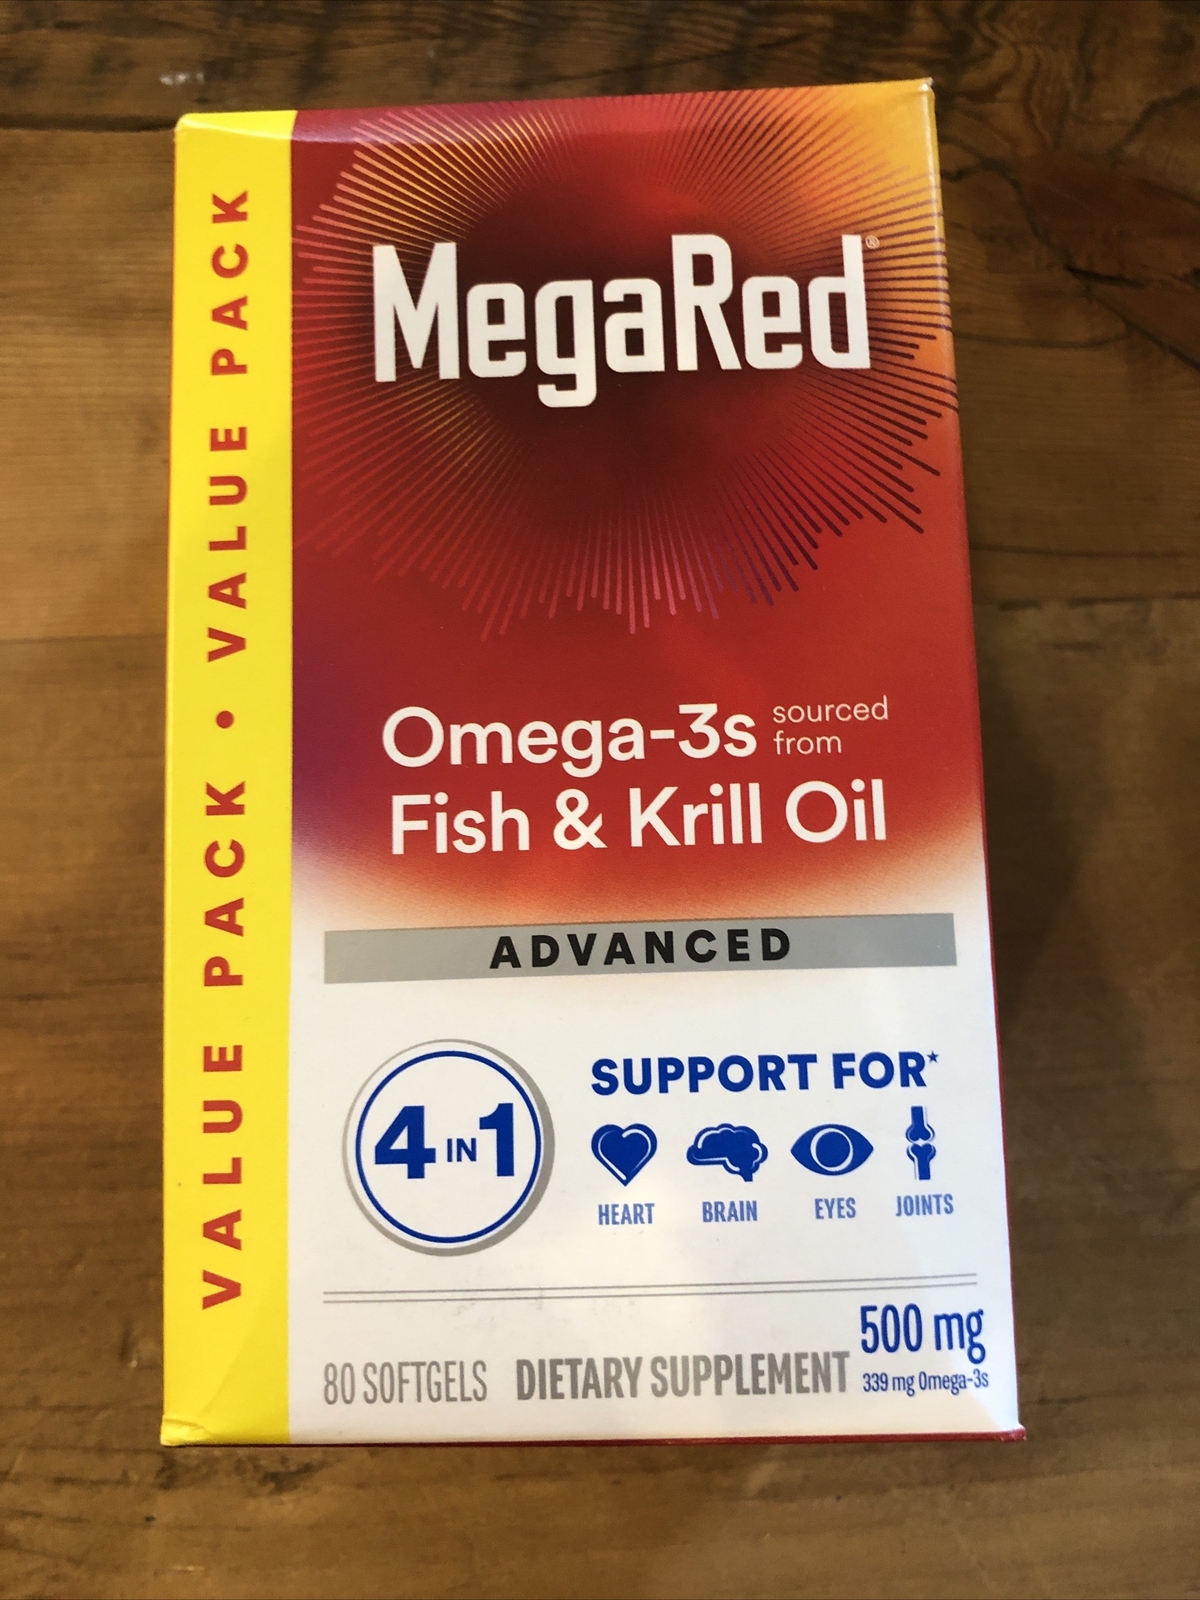 VALUE PACK • VALUE PACK
MegaRed®
Omega-3s sourced from
Fish & Krill Oil
ADVANCED
4 IN 1
SUPPORT FOR*
HEART BRAIN EYES JOINTS
80 SOFTGELS DIETARY SUPPLEMENT 500 mg
339 mg Omega-3s